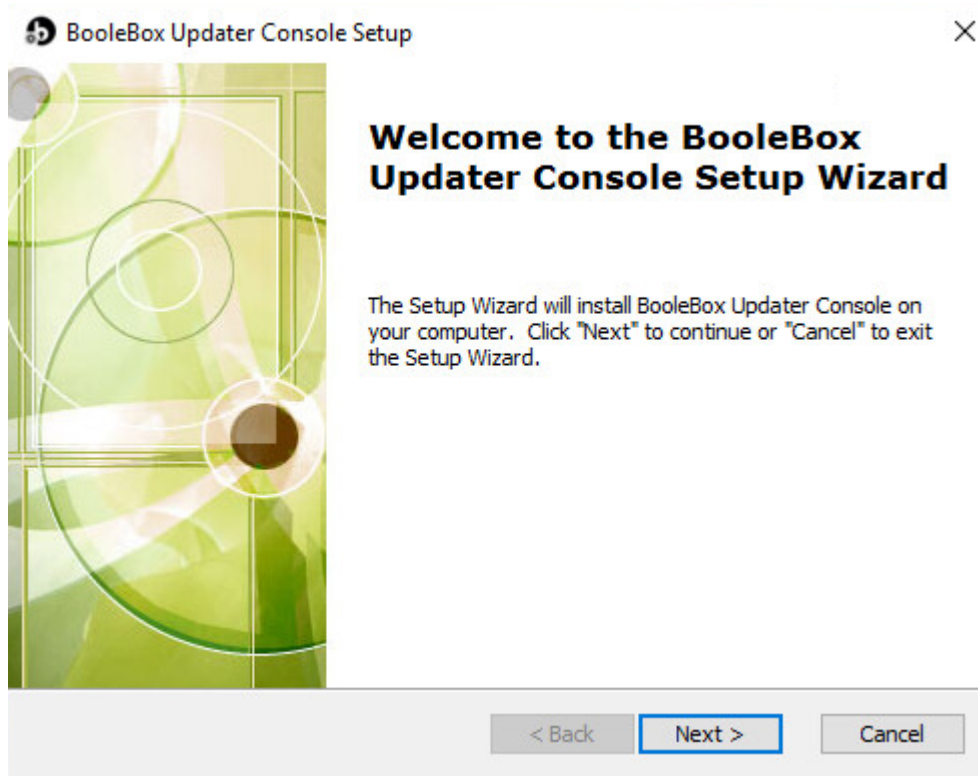 BooleBox Updater Console Setup
Welcome to the BooleBox
Updater Console Setup Wizard
The Setup Wizard will install BooleBox Updater Console on
your computer.  Click "Next" to continue or "Cancel" to exit
the Setup Wizard.
< Back Next > Cancel